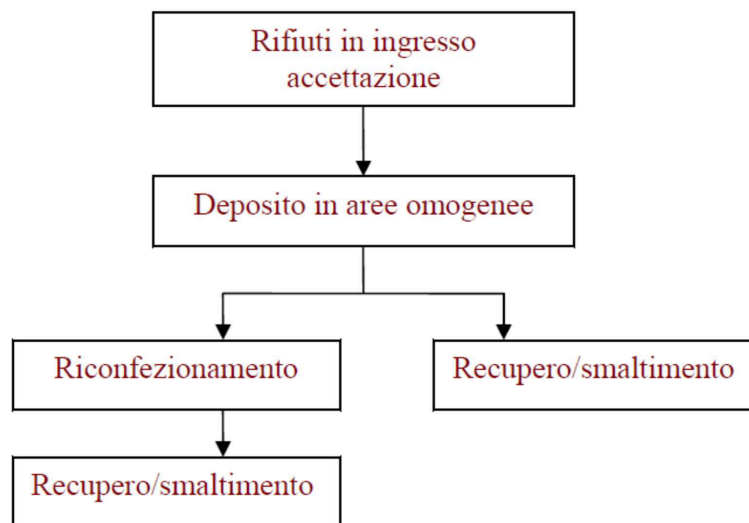 Rifiuti in ingresso
accettazione
Deposito in aree omogenee
Riconfezionamento
Recupero/smaltimento
Recupero/smaltimento